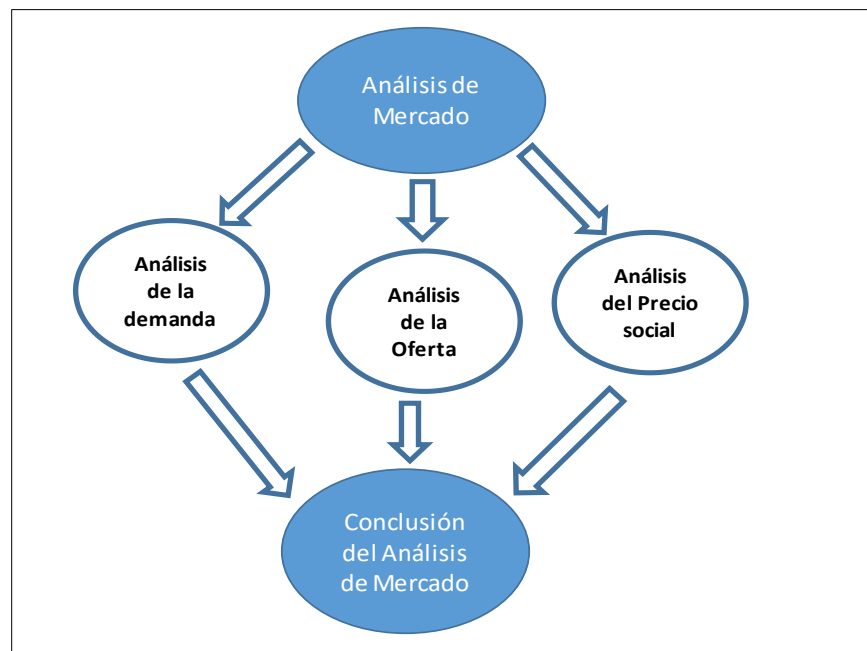 Análisis de
Mercado
Análisis
de la
demanda
Análisis
de la
Oferta
Análisis
del Precio
social
Conclusión
del Análisis
de Mercado